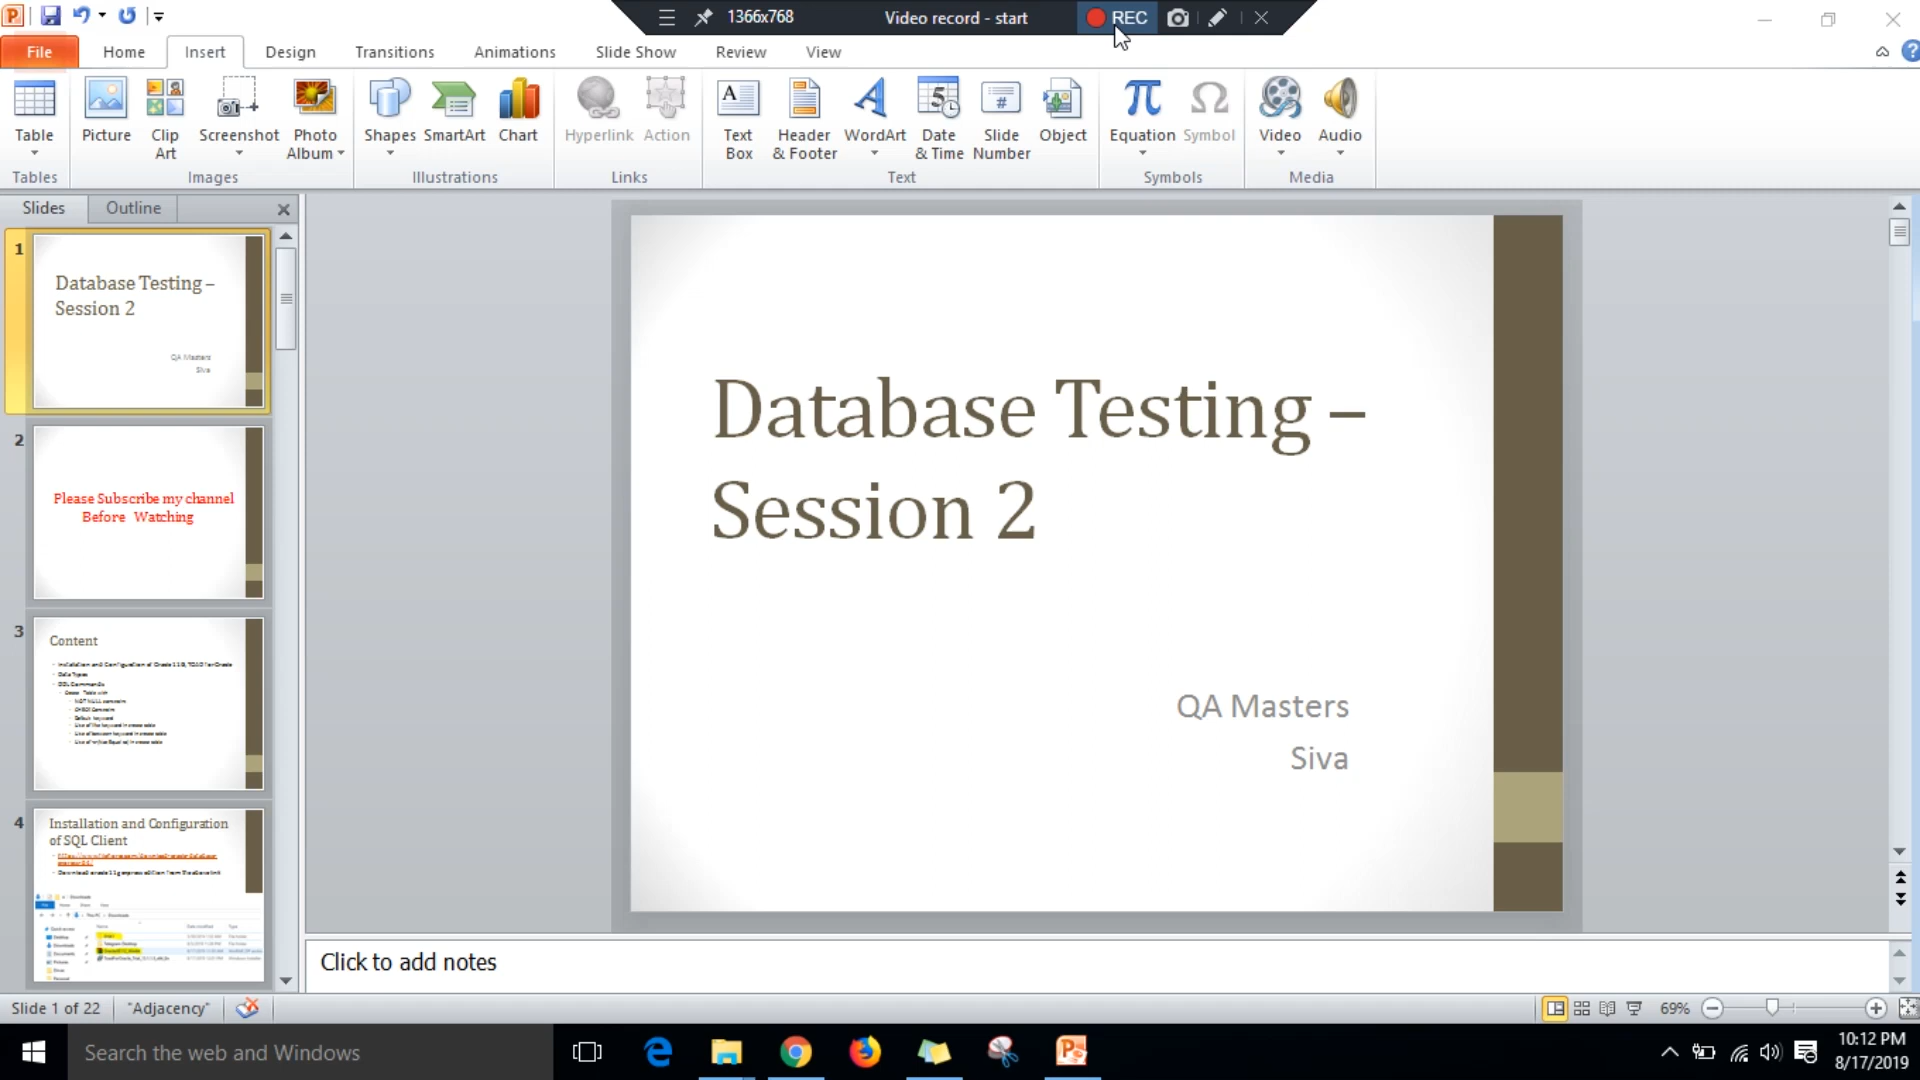 1366x768
Video record - start
REC
File
Home
Insert
Design
Transitions
Animations
Slide Show
Review
View
Table
Picture
Clip
Art
Screenshot
Photo
Album
Shapes
SmartArt
Chart
Hyperlink
Action
Text
Box
Header
& Footer
WordArt
Date
& Time
Slide
Number
Object
Equation
Symbol
Video
Audio
Tables
Images
Illustrations
Links
Text
Symbols
Media
Slides
Outline
1
Database Testing –
Session 2
QA Masters
Siva
2
Please Subscribe my channel
Before Watching
3
Content
Data Types
4
Installation and Configuration
of SQL Client
Database Testing –
Session 2
QA Masters
Siva
Click to add notes
Slide 1 of 22
"Adjacency"
69%
Search the web and Windows
10:12 PM
8/17/2019